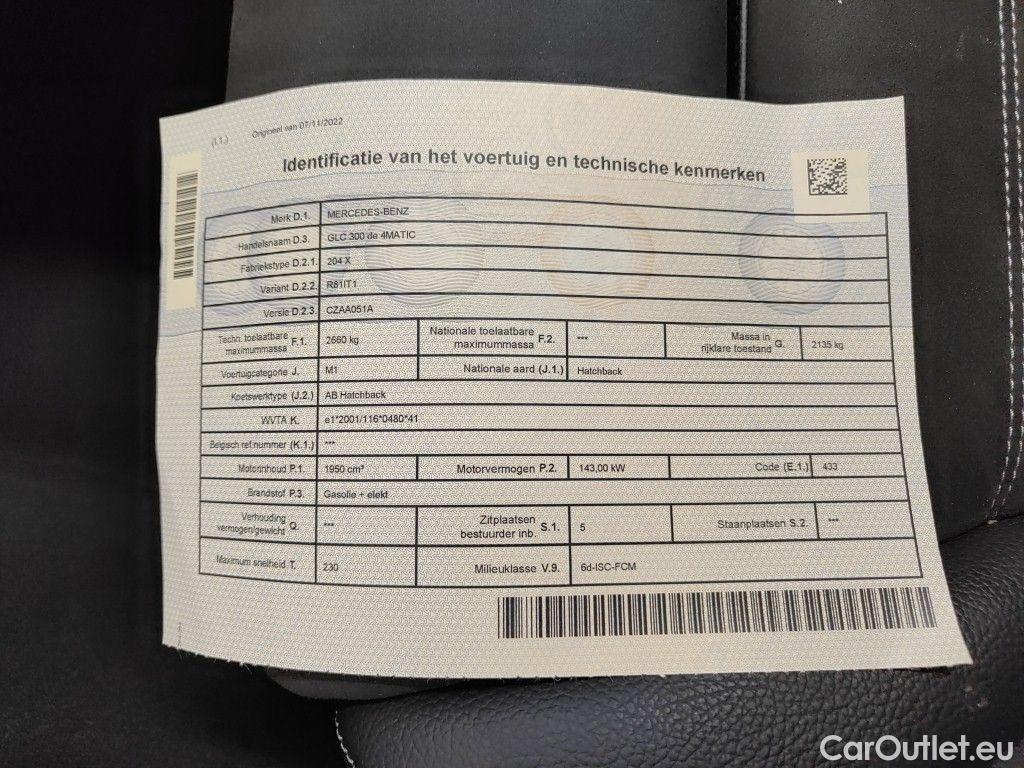 (I.1.) Origineel van 07/11/2022
Identificatie van het voertuig en technische kenmerken
Merk D.1. MERCEDES-BENZ
Handelsnaam D.3. GLC 300 de 4MATIC
Fabriekstype D.2.1. 204 X
Variant D.2.2. R81IT1
Versie D.2.3. CZAA051A
Techn. toelaatbare maximummassa F.1. 2660 kg Nationale toelaatbare maximummassa F.2. *** Massa in rijklare toestand G. 2135 kg
Voertuigcategorie J. M1 Nationale aard (J.1.) Hatchback
Koetswerktype (J.2.) AB Hatchback
WVTA K. e1*2001/116*0480*41
Belgisch ref.nummer (K.1.) ***
Motorinhoud P.1. 1950 cm³ Motorvermogen P.2. 143,00 kW Code (E.1.) 433
Brandstof P.3. Gasolie + elekt
Verhouding vermogen/gewicht Q. *** Zitplaatsen bestuurder inb. S.1. 5 Staanplaatsen S.2. ***
Maximum snelheid T. 230 Milieuklasse V.9. 6d-ISC-FCM
CarOutlet.eu